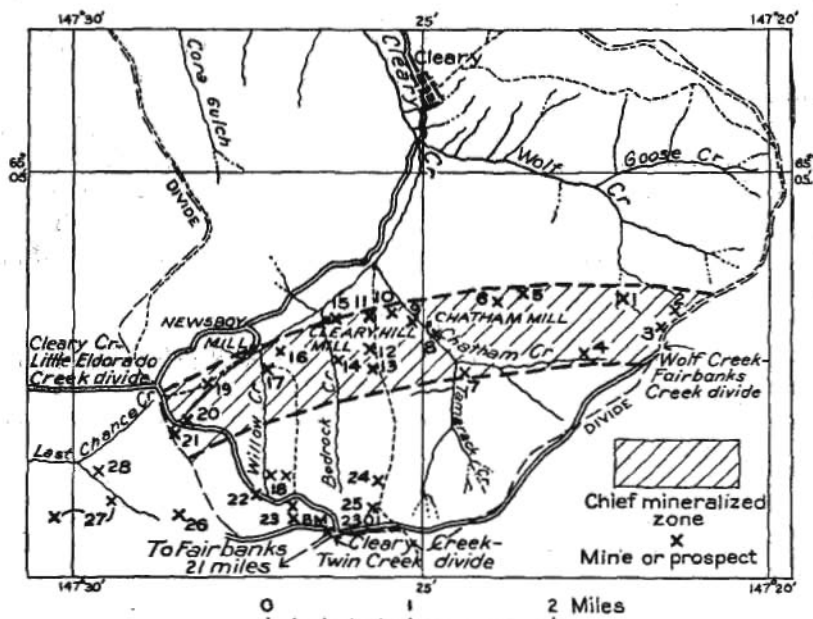 147°30'
25'
147°20'
Cora Gulch
Cleary
Cleary
Cr
Wolf
Cr
Goose Cr
65°
05'
65°
05'
DIVIDE
NEWSBOY
MILL
15 11 10
9
6 5
1
2
CLEARY HILL
MILL
CHATHAM MILL
3
8
Chatham Cr
4
Cleary Cr-
Little Eldorado
Creek divide
16
12
14 13
17
7
19
Wolf Creek-
Fairbanks
Creek divide
20
21
Last Chance Cr
Willow Cr
Bedrock Cr
Tamarack Cr
DIVIDE
28
18
24
22
25
27
26
23
BM
2301
Chief mineralized
zone
× Mine or prospect
To Fairbanks
21 miles
Cleary Creek-
Twin Creek divide
147°30'
25'
147°20'
0 1 2 Miles